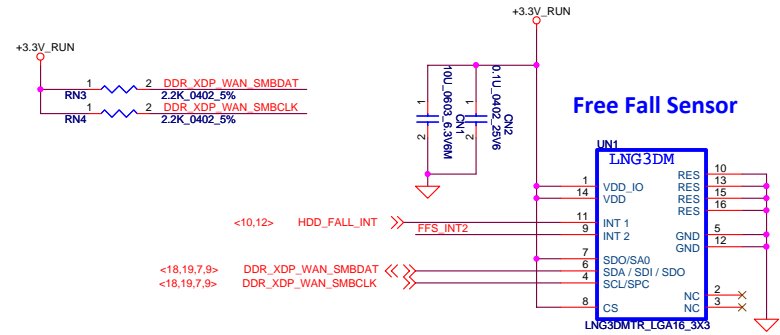 +3.3V_RUN
+3.3V_RUN
RN3 1 2 DDR_XDP_WAN_SMBDAT
2.2K_0402_5%
RN4 1 2 DDR_XDP_WAN_SMBCLK
2.2K_0402_5%
1 2 CN1
10U_0603_6.3V6M
1 2 CN2
0.1U_0402_25V6
Free Fall Sensor
UN1
LNG3DM
1 VDD_IO
14 VDD
RES 10
RES 13
RES 15
RES 16
<10,12> HDD_FALL_INT 11 INT 1
FFS_INT2 9 INT 2
GND 5
GND 12
7 SDO/SA0
<18,19,7,9> DDR_XDP_WAN_SMBDAT 6 SDA / SDI / SDO
<18,19,7,9> DDR_XDP_WAN_SMBCLK 4 SCL/SPC
8 CS
NC 2
NC 3
LNG3DMTR_LGA16_3X3